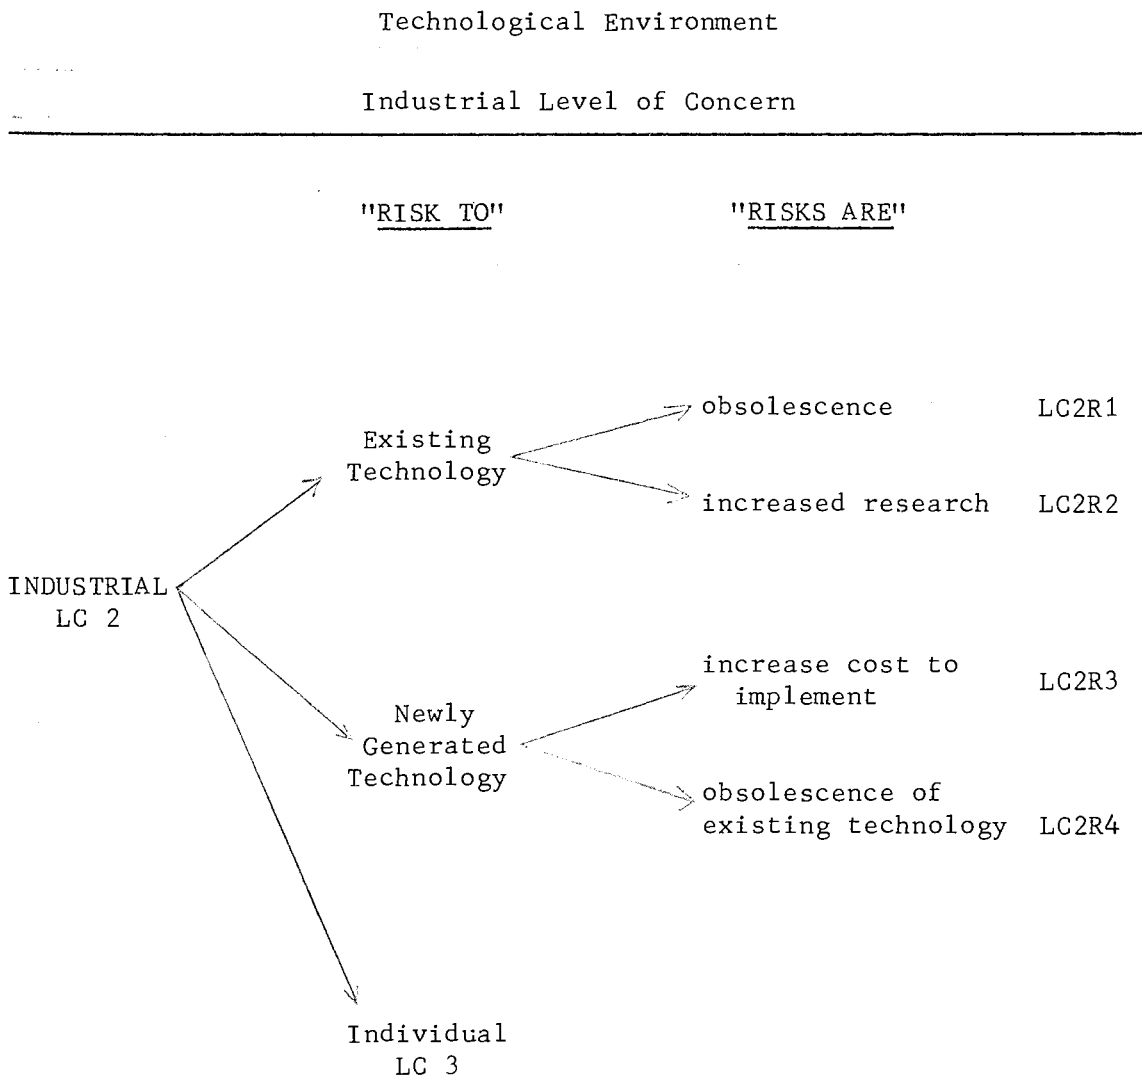 Technological Environment
Industrial Level of Concern
"RISK TO" "RISKS ARE"
obsolescence LC2R1
Existing
Technology
increased research LC2R2
INDUSTRIAL
LC 2
increase cost to
implement LC2R3
Newly
Generated
Technology
obsolescence of
existing technology LC2R4
Individual
LC 3